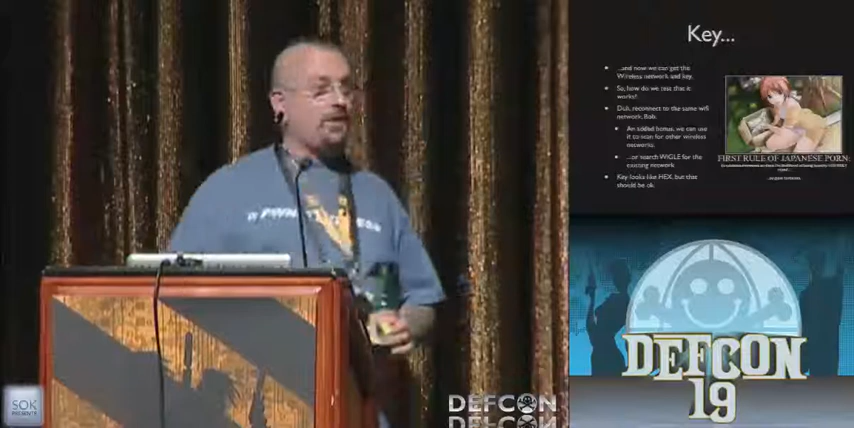 Key...
...and now we can get the
Wireless network and key.
So, how do we test that it
works?
Duh, reconnect to the same wifi
network, Bob.
An added bonus, we can use
it to scan for other wireless
networks.
...or search WIGLE for the
existing network
Key looks like HEX, but that
should be ok.
FIRST RULE OF JAPANESE PORN:
DEFCON
19
SOK
DEFCON